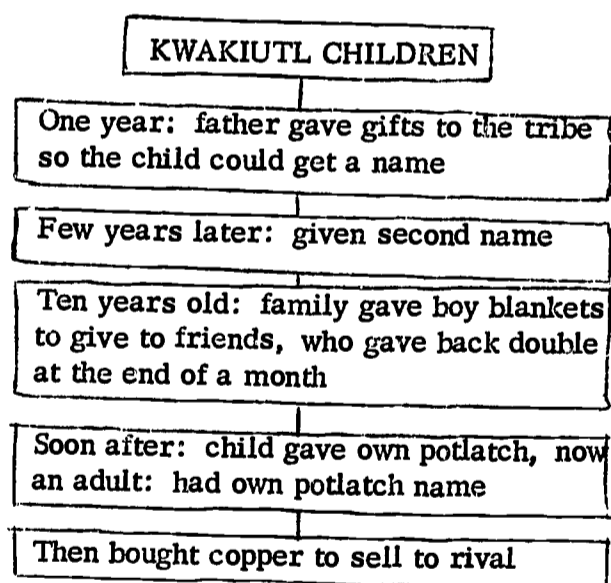 KWAKIUTL CHILDREN
One year: father gave gifts to the tribe
so the child could get a name
Few years later: given second name
Ten years old: family gave boy blankets
to give to friends, who gave back double
at the end of a month
Soon after: child gave own potlatch, now
an adult: had own potlatch name
Then bought copper to sell to rival